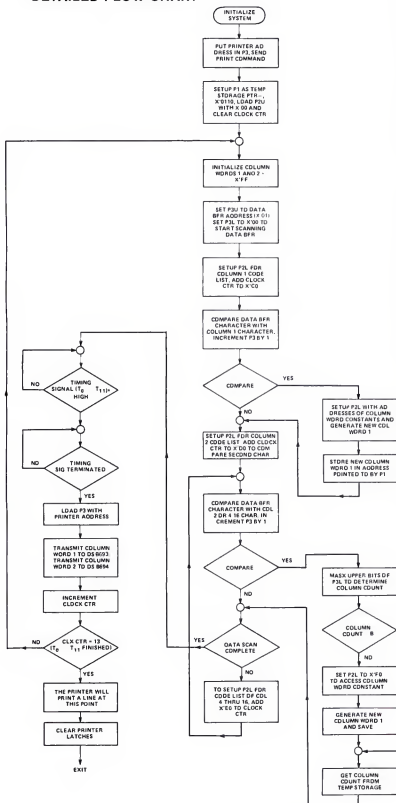 DETAILED FLOW CHART
INITIALIZE
SYSTEM
PUT PRINTER AD
DRESS IN P3, SEND
PRINT COMMAND
SETUP P1 AS TEMP
STORAGE PTR -,
X'0110, LOAD P2U
WITH X 00 AND
CLEAR CLOCK CTR
INITIALIZE COLUMN
WORDS 1 AND 2 -
X'FF
SET P3U TO DATA
BFR ADDRESS (X 01)
SET P3L TO X'00 TO
START SCANNING
DATA BFR
SETUP P2L FOR
COLUMN 1 CODE
LIST, ADD CLOCK
CTR TO X'C0
COMPARE DATA BFR
CHARACTER WITH
COLUMN 1 CHARACTER,
INCREMENT P3 BY 1
COMPARE
YES
NO
SETUP P2L WITH AD
DRESSES OF COLUMN
WORD CONSTANTS AND
GENERATE NEW COL
WORD 1
STORE NEW COLUMN
WORD 1 IN ADDRESS
POINTED TO BY P1
SETUP P2L FOR COLUMN
2 CODE LIST ADD CLOCK
CTR TO X'D0 TO COM
PARE SECOND CHAR
COMPARE DATA BFR
CHARACTER WITH COL
2 OR 4 16 CHAR. IN
CREMENT P3 BY 1
COMPARE
YES
NO
MASK UPPER BITS OF
P3L TO DETERMINE
COLUMN COUNT
COLUMN
COUNT 8
NO
SET P2L TO X'F0
TO ACCESS COLUMN
WORD CONSTANT
GENERATE NEW
COLUMN WORD 1
AND SAVE
GET COLUMN
COUNT FROM
TEMP STORAGE
DATA SCAN
COMPLETE
YES
NO
TO SETUP P2L FOR
CODE LIST OF COL
4 THRU 16, ADD
X'E0 TO CLOCK
CTR
TIMING
SIGNAL (T0 T11)=
HIGH
NO
TIMING
SIG TERMINATED
NO
YES
LOAD P3 WITH
PRINTER ADDRESS
TRANSMIT COLUMN
WORD 1 TO DS 8693
TRANSMIT COLUMN
WORD 2 TO DS 8694
INCREMENT
CLOCK CTR
CLK CTR = 13
(T0 T11 FINISHED)
NO
YES
THE PRINTER WILL
PRINT A LINE AT
THIS POINT
CLEAR PRINTER
LATCHES
EXIT